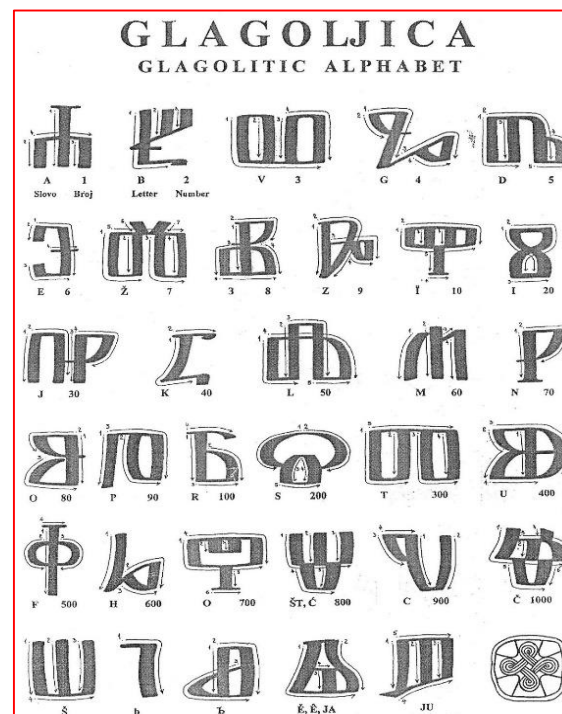 GLAGOLJICA
GLAGOLITIC ALPHABET
A 1 B 2 V 3 G 4 D 5
Slovo Broj Letter Number
E 6 Ž 7 3 8 Z 9 Ï 10 I 20
J 30 K 40 L 50 M 60 N 70
O 80 P 90 R 100 S 200 T 300 U 400
F 500 H 600 O 700 ŠT, Ć 800 C 900 Č 1000
Š JU